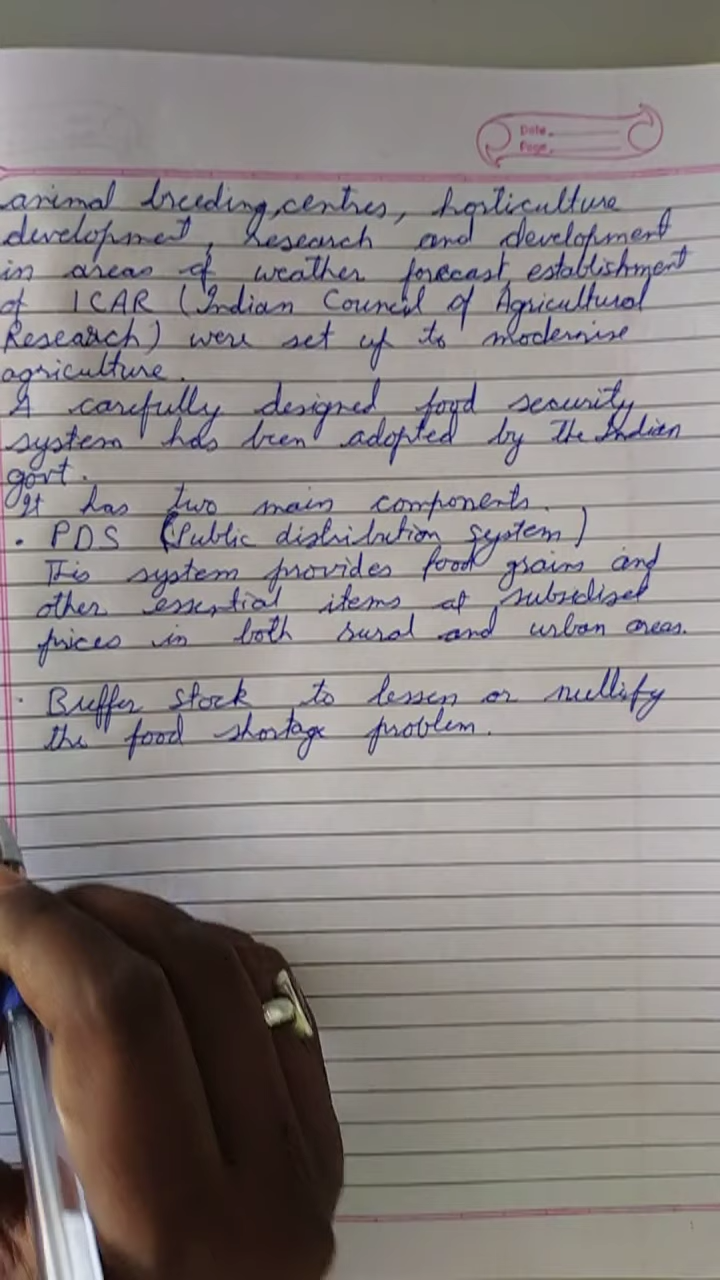 Date.
Page.
animal breeding, centres, horticulture
development, research and development
in areas of weather forecast establishment
of ICAR (Indian Council of Agricultural
Research) were set up to modernise
agriculture.
A carefully designed food security
system has been adopted by the Indian
govt.
It has two main components.
• PDS (Public distribution system)
This system provides food grains and
other essential items at subsidised
prices in both rural and urban areas.
• Buffer stock to lessen or nullify
the food shortage problem.